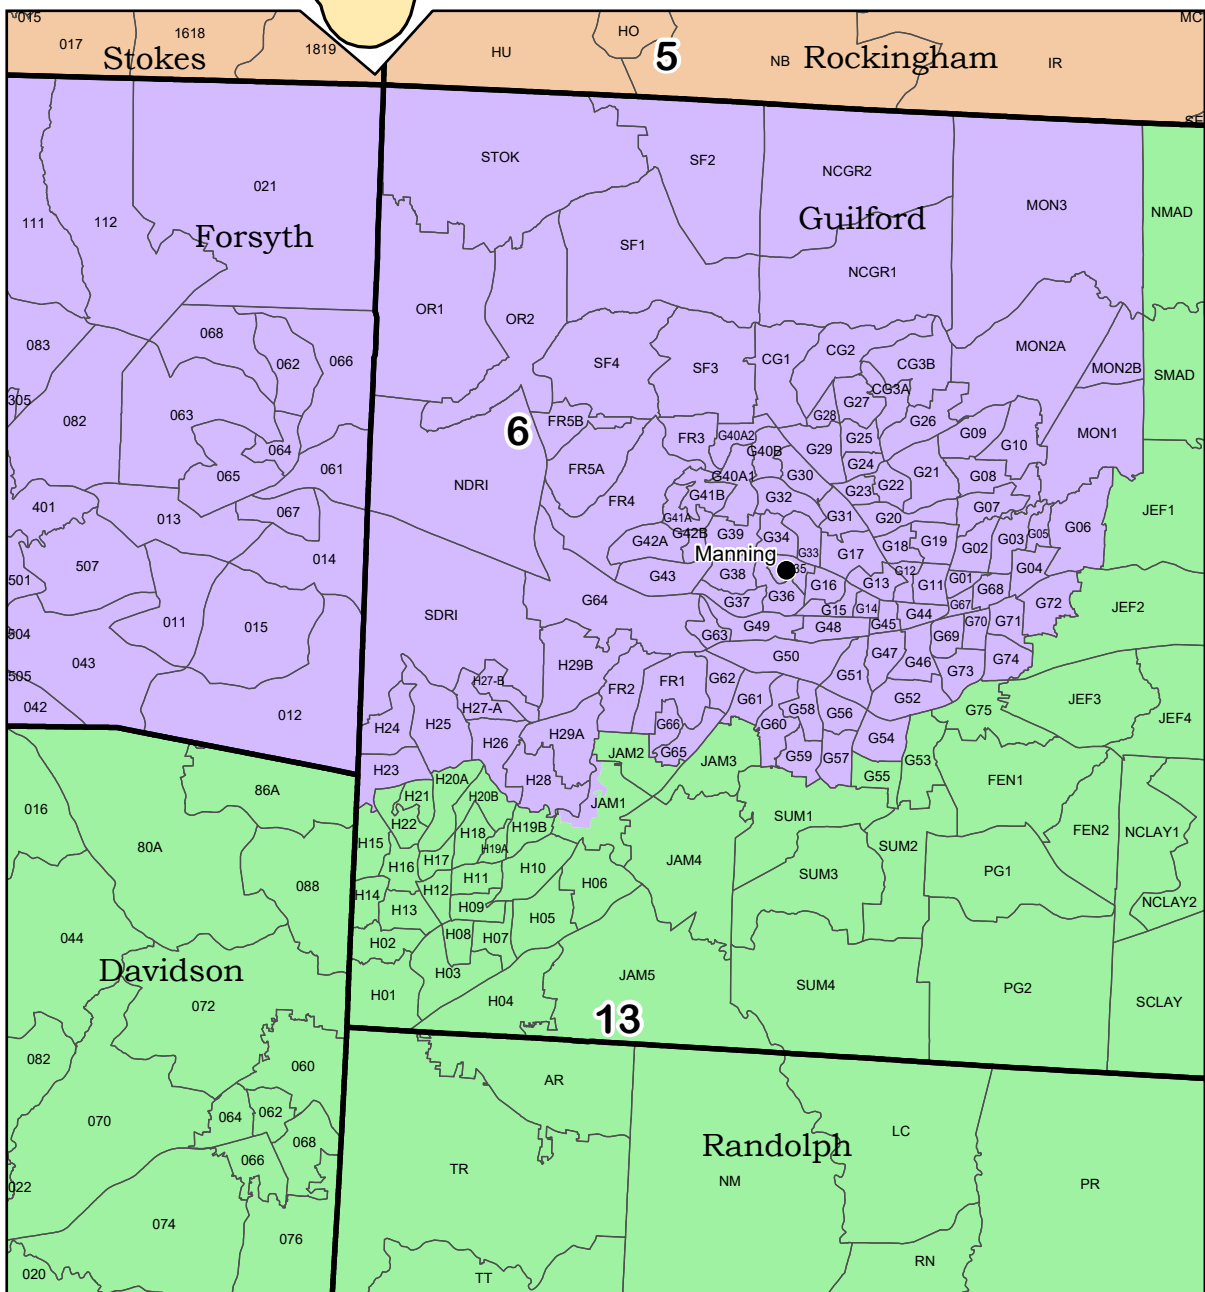 015
017
1618
Stokes
1819
HU
HO
5
NB
Rockingham
IR
MC
STOK
SF2
NCGR2
MON3
NMAD
021
111
112
Forsyth
Guilford
SF1
NCGR1
OR1
OR2
083
068
062
066
SF4
SF3
CG1
CG2
CG3B
CG3A
MON2A
MON2B
SMAD
305
082
063
064
065
061
6
FR5B
FR5A
FR4
FR3
G40A2
G40B
G40A1
G28
G27
G26
G25
G29
G24
G09
G10
MON1
NDRI
G41B
G41A
G30
G32
G23
G22
G21
G08
G07
401
013
067
G31
G20
JEF1
G42A
G42B
G39
G34
G33
G17
G18
G19
G02
G03
G05
G06
Manning
507
014
501
G43
G38
35
G16
G13
G12
G11
G01
G04
G68
G64
G37
G36
G15
G14
G44
G67
G72
JEF2
SDRI
011
015
504
G63
G49
G48
G45
G69
G70
G71
043
505
H29B
G50
G47
G46
G73
G74
042
012
H27-B
H27-A
FR2
FR1
G62
G61
G51
G52
JEF3
H24
H25
H26
H29A
G66
G65
G60
G58
G56
G54
G75
JEF4
H23
H28
JAM2
JAM3
G59
G57
G55
G53
FEN1
016
86A
80A
088
H20A
H20B
H21
H22
JAM1
SUM1
FEN2
NCLAY1
H15
H18
H19B
H19A
H16
H17
JAM4
SUM3
SUM2
PG1
H14
H12
H11
H10
H06
NCLAY2
H13
H09
H05
044
H02
H08
H07
Davidson
H03
JAM5
SUM4
PG2
SCLAY
072
H01
H04
13
082
060
AR
070
064
062
068
066
Randolph
LC
TR
NM
PR
022
074
076
RN
020
TT